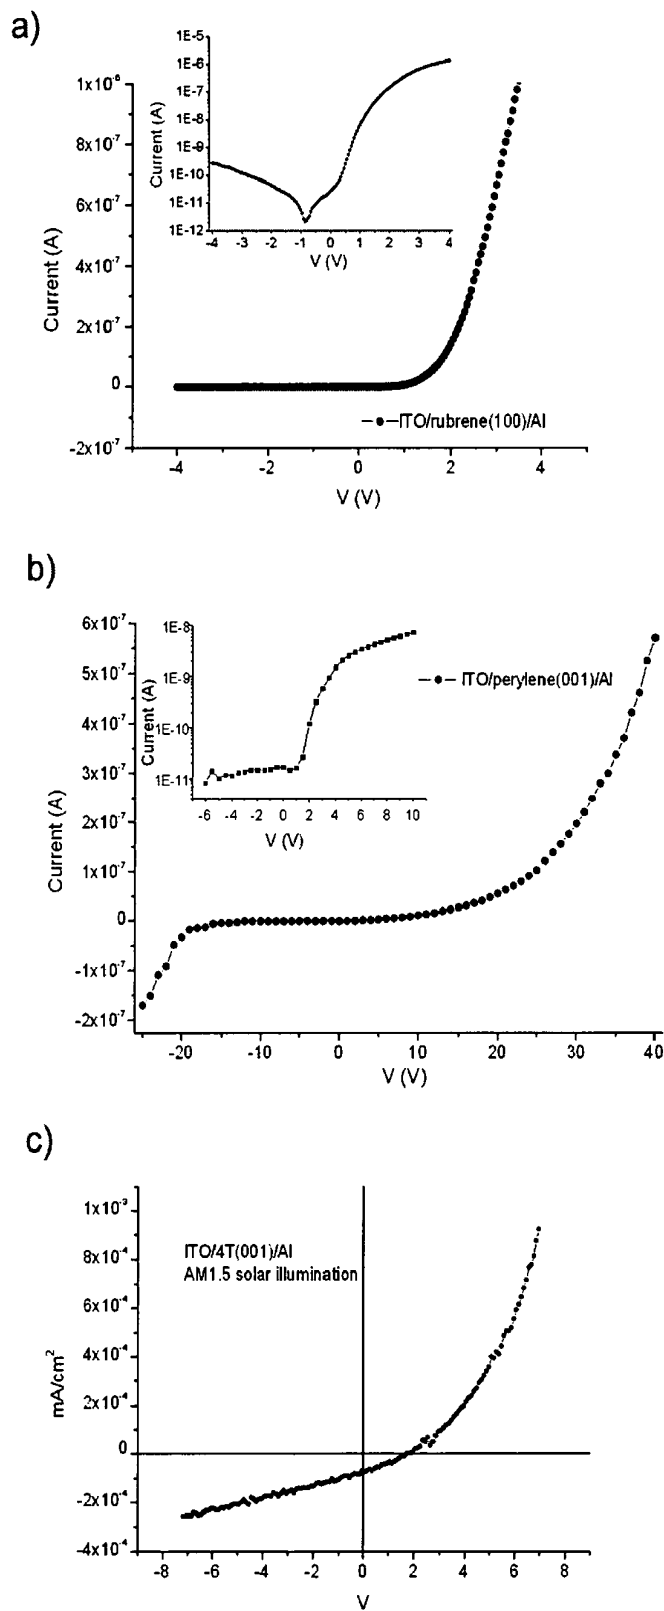 a)
1E-5
1E-6
1E-7
1E-8
1E-9
1E-10
1E-11
1E-12
Current (A)
-4 -3 -2 -1 0 1 2 3 4
V (V)
1x10-6
8x10-7
6x10-7
4x10-7
2x10-7
0
-2x10-7
Current (A)
ITO/rubrene(100)/Al
-4 -2 0 2 4
V (V)
b)
1E-8
1E-9
1E-10
1E-11
Current (A)
-6 -4 -2 0 2 4 6 8 10
V (V)
ITO/perylene(001)/Al
6x10-7
5x10-7
4x10-7
3x10-7
2x10-7
1x10-7
0
-1x10-7
-2x10-7
Current (A)
-20 -10 0 10 20 30 40
V (V)
c)
ITO/4T(001)/Al
AM1.5 solar illumination
1x10-3
8x10-4
6x10-4
4x10-4
2x10-4
0
-2x10-4
-4x10-4
mA/cm2
-8 -6 -4 -2 0 2 4 6 8
V